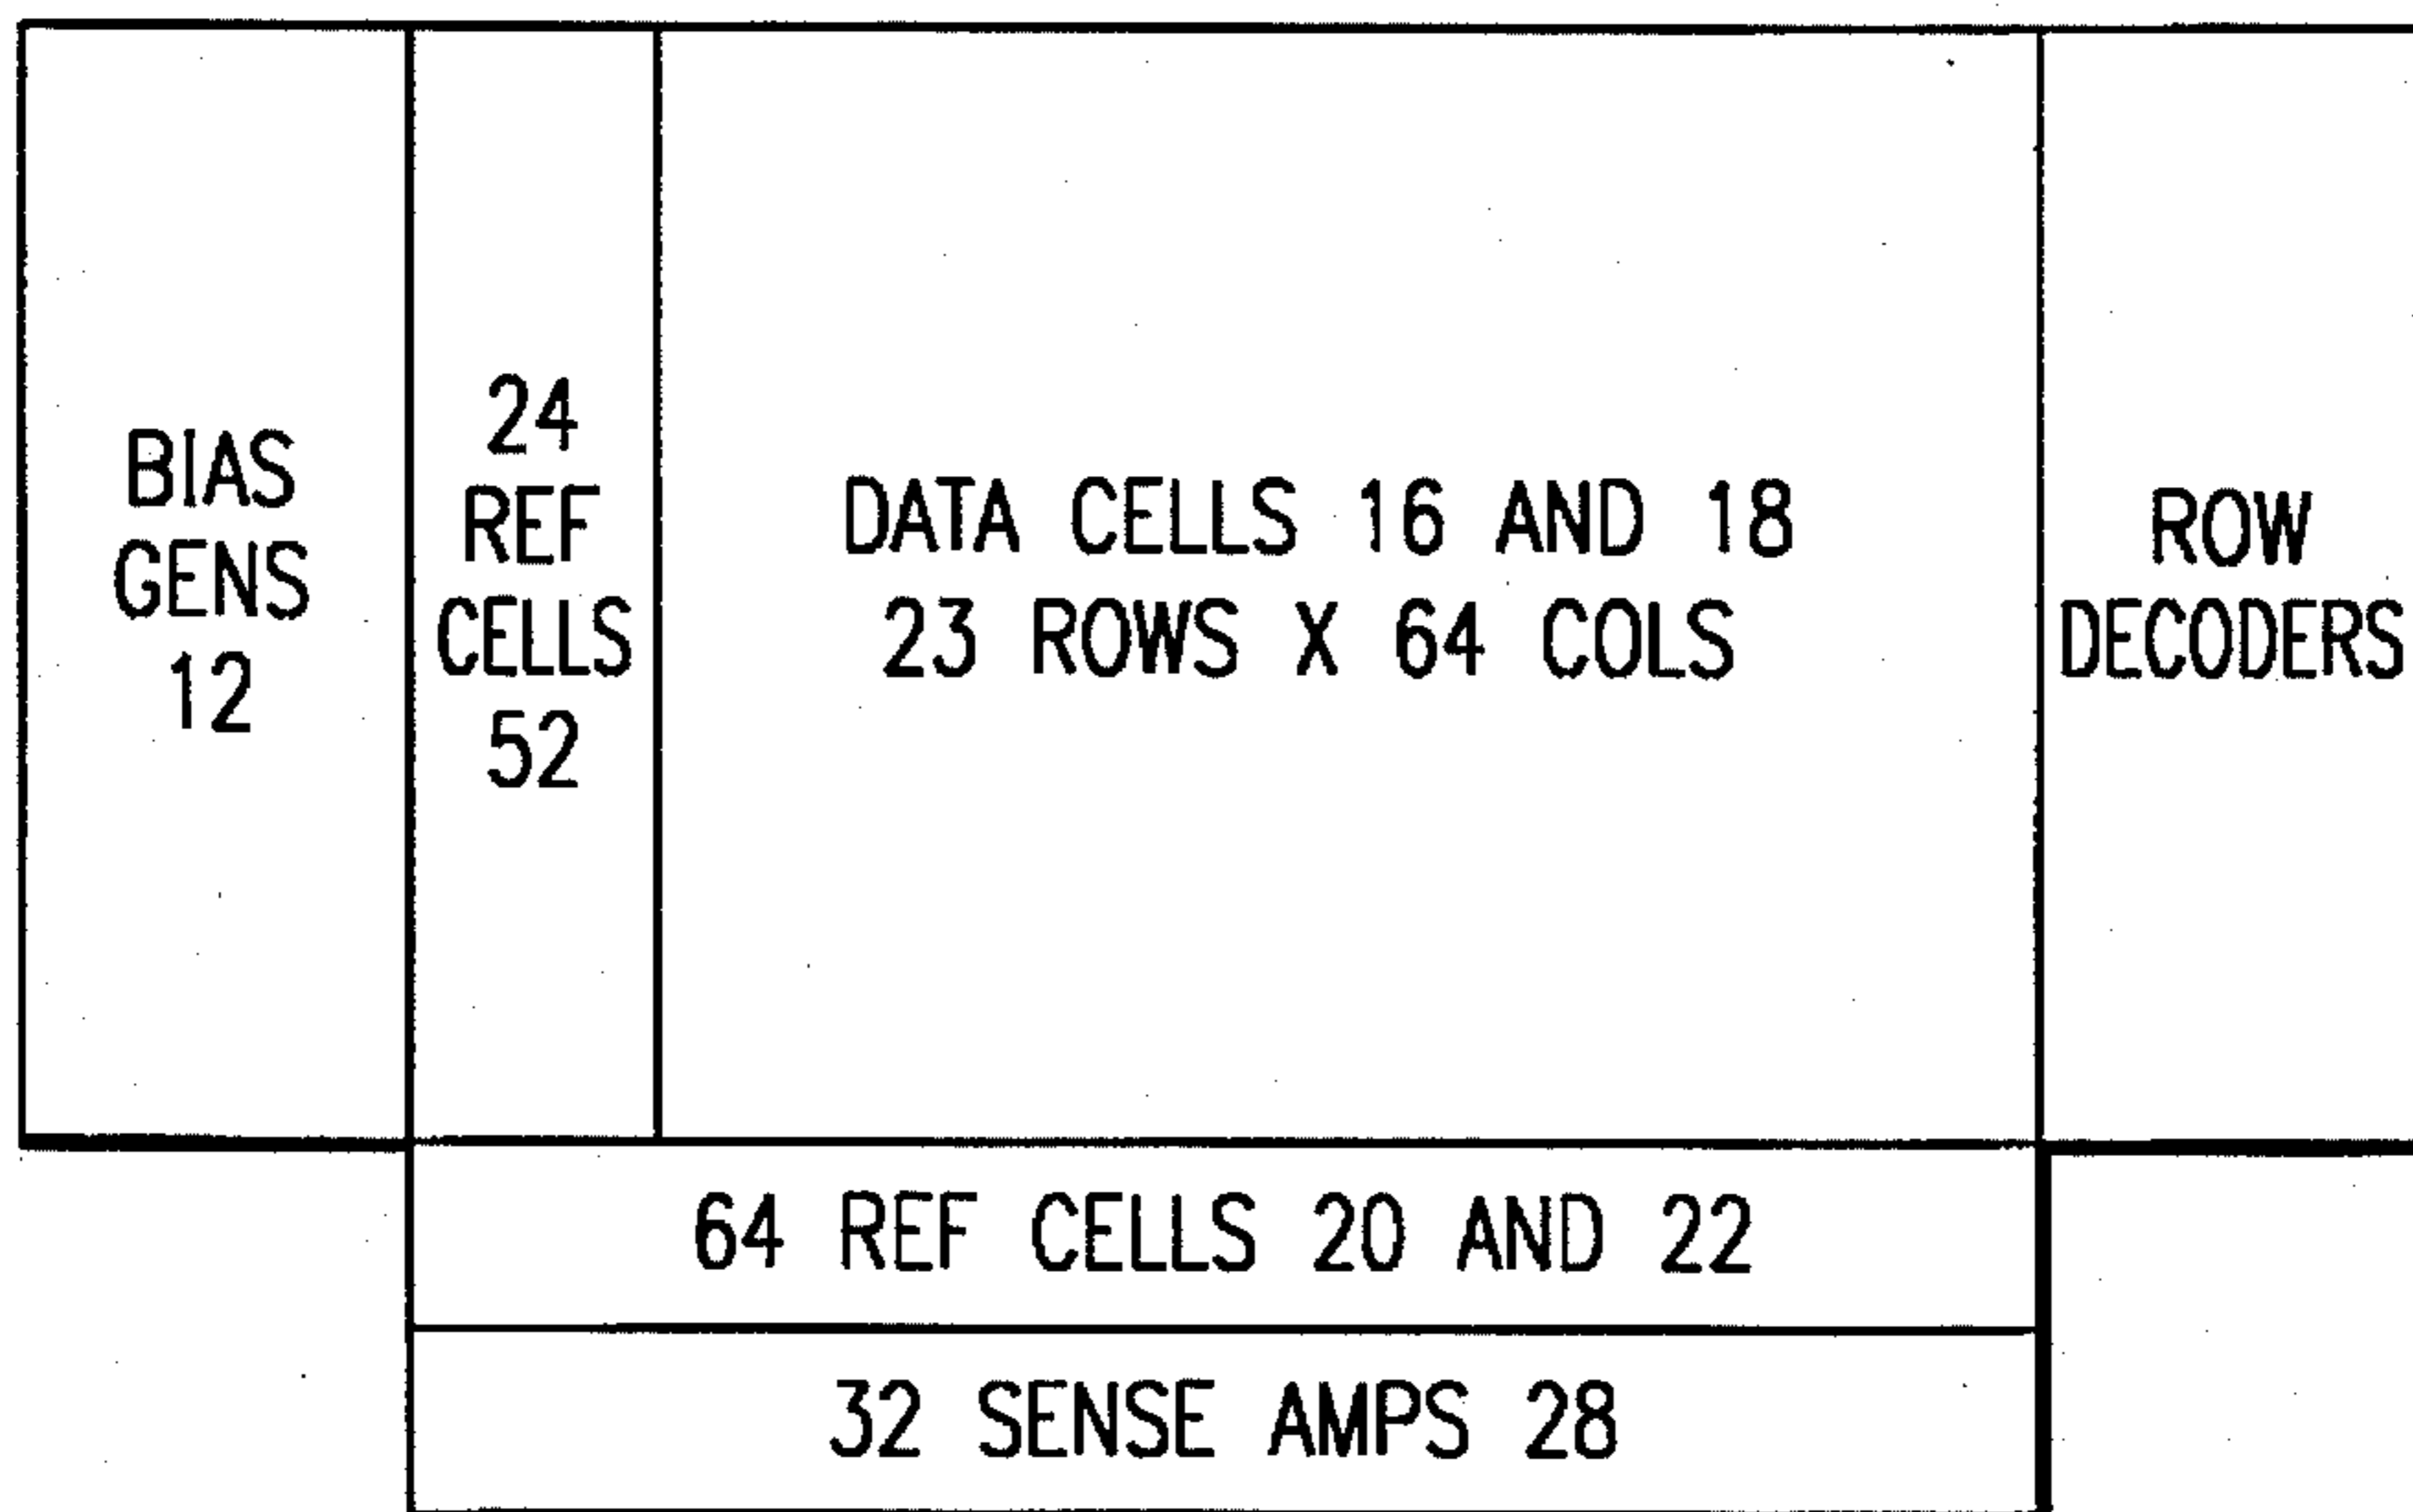 BIAS
GENS
12
24
REF
CELLS
52
DATA CELLS 16 AND 18
23 ROWS X 64 COLS
ROW
DECODERS
64 REF CELLS 20 AND 22
32 SENSE AMPS 28